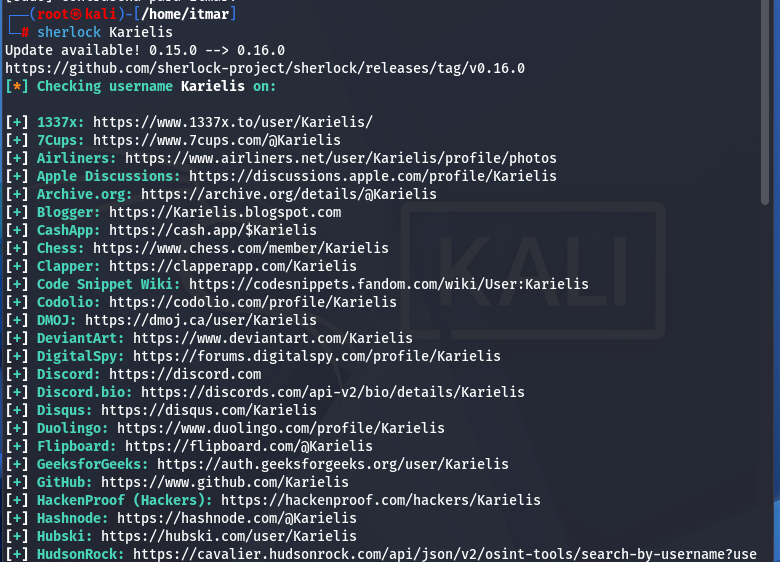 (root㉿kali)-[/home/itmar]
# sherlock Karielis
Update available! 0.15.0 --> 0.16.0
https://github.com/sherlock-project/sherlock/releases/tag/v0.16.0
[*] Checking username Karielis on:
[+] 1337x: https://www.1337x.to/user/Karielis/
[+] 7Cups: https://www.7cups.com/@Karielis
[+] Airliners: https://www.airliners.net/user/Karielis/profile/photos
[+] Apple Discussions: https://discussions.apple.com/profile/Karielis
[+] Archive.org: https://archive.org/details/@Karielis
[+] Blogger: https://Karielis.blogspot.com
[+] CashApp: https://cash.app/$Karielis
[+] Chess: https://www.chess.com/member/Karielis
[+] Clapper: https://clapperapp.com/Karielis
[+] Code Snippet Wiki: https://codesnippets.fandom.com/wiki/User:Karielis
[+] Codolio: https://codolio.com/profile/Karielis
[+] DMOJ: https://dmoj.ca/user/Karielis
[+] DeviantArt: https://www.deviantart.com/Karielis
[+] DigitalSpy: https://forums.digitalspy.com/profile/Karielis
[+] Discord: https://discord.com
[+] Discord.bio: https://discords.com/api-v2/bio/details/Karielis
[+] Disqus: https://disqus.com/Karielis
[+] Duolingo: https://www.duolingo.com/profile/Karielis
[+] Flipboard: https://flipboard.com/@Karielis
[+] GeeksforGeeks: https://auth.geeksforgeeks.org/user/Karielis
[+] GitHub: https://www.github.com/Karielis
[+] HackenProof (Hackers): https://hackenproof.com/hackers/Karielis
[+] Hashnode: https://hashnode.com/@Karielis
[+] Hubski: https://hubski.com/user/Karielis
[+] HudsonRock: https://cavalier.hudsonrock.com/api/json/v2/osint-tools/search-by-username?use
KALI